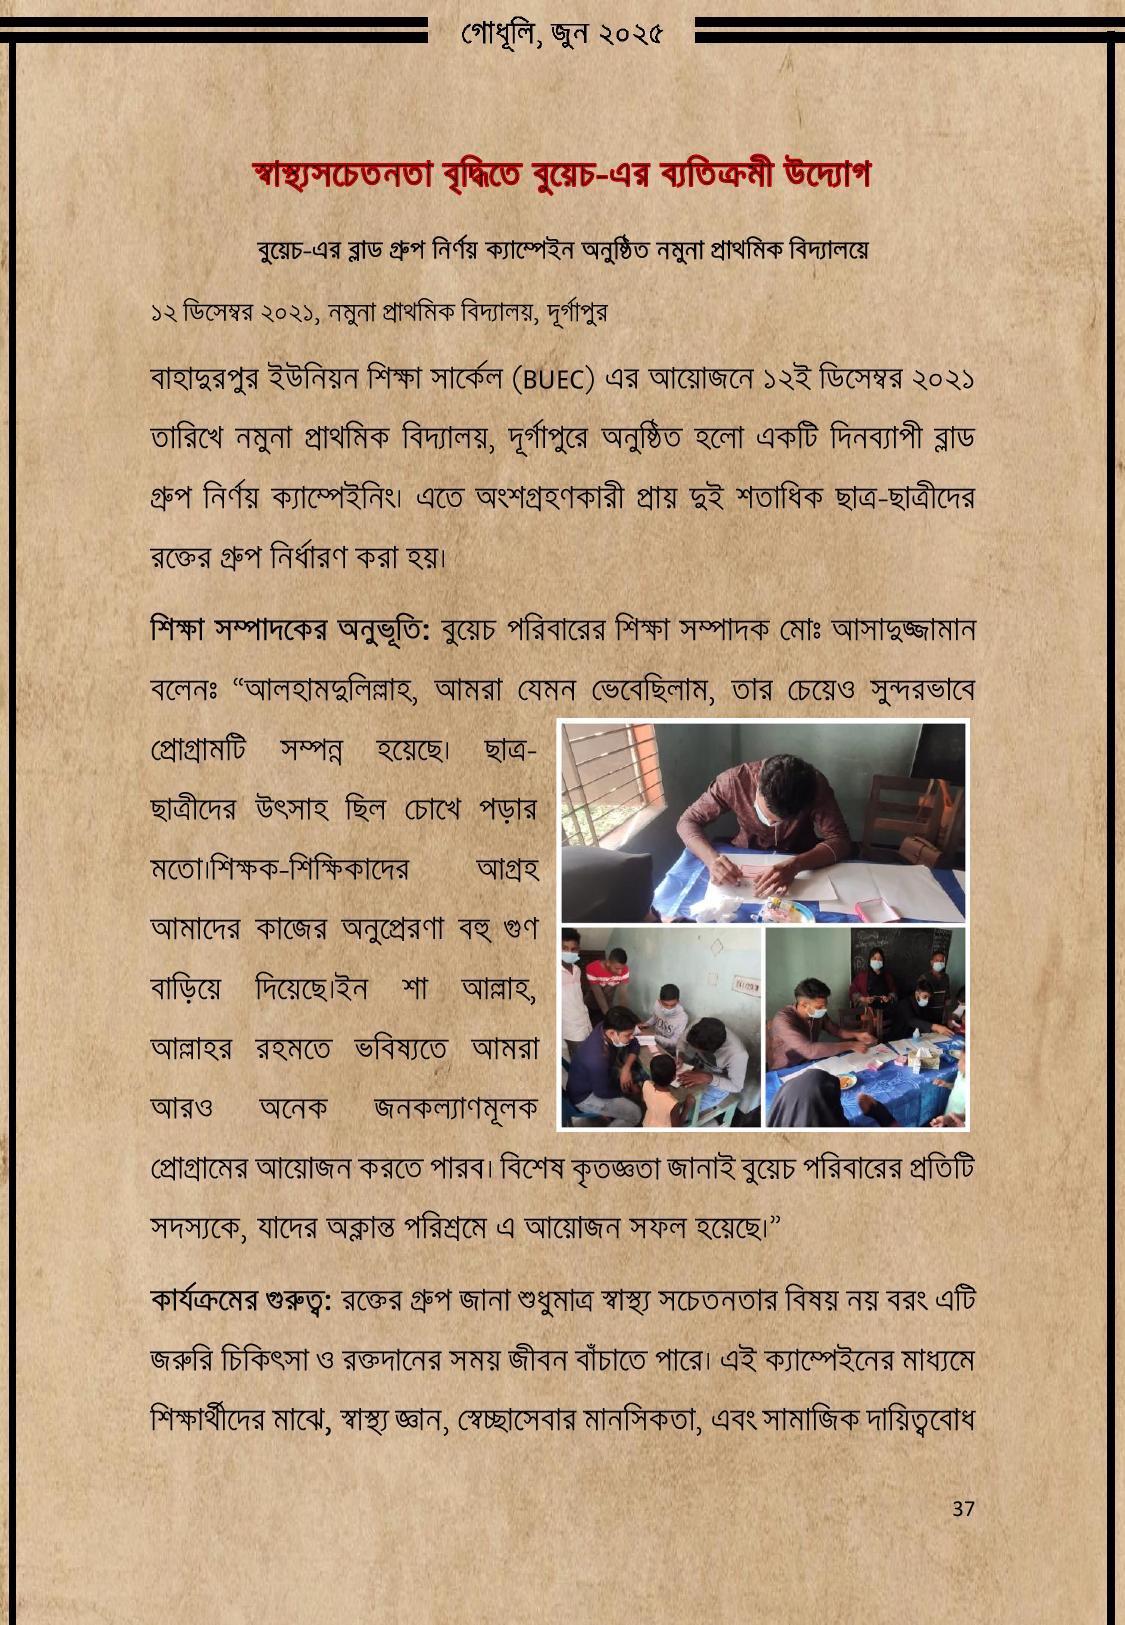 গোধূলি, জুন ২০২৫
স্বাস্থ্যসচেতনতা বৃদ্ধিতে বুয়েচ-এর ব্যতিক্রমী উদ্যোগ
বুয়েচ-এর ব্লাড গ্রুপ নির্ণয় ক্যাম্পেইন অনুষ্ঠিত নমুনা প্রাথমিক বিদ্যালয়ে
১২ ডিসেম্বর ২০২১, নমুনা প্রাথমিক বিদ্যালয়, দূর্গাপুর
বাহাদুরপুর ইউনিয়ন শিক্ষা সার্কেল (BUEC) এর আয়োজনে ১২ই ডিসেম্বর ২০২১
তারিখে নমুনা প্রাথমিক বিদ্যালয়, দূর্গাপুরে অনুষ্ঠিত হলো একটি দিনব্যাপী ব্লাড
গ্রুপ নির্ণয় ক্যাম্পেইনিং। এতে অংশগ্রহণকারী প্রায় দুই শতাধিক ছাত্র-ছাত্রীদের
রক্তের গ্রুপ নির্ধারণ করা হয়।
শিক্ষা সম্পাদকের অনুভূতি: বুয়েচ পরিবারের শিক্ষা সম্পাদক মোঃ আসাদুজ্জামান
বলেনঃ “আলহামদুলিল্লাহ, আমরা যেমন ভেবেছিলাম, তার চেয়েও সুন্দরভাবে
প্রোগ্রামটি সম্পন্ন হয়েছে। ছাত্র-
ছাত্রীদের উৎসাহ ছিল চোখে পড়ার
মতো।শিক্ষক-শিক্ষিকাদের আগ্রহ
আমাদের কাজের অনুপ্রেরণা বহু গুণ
বাড়িয়ে দিয়েছে।ইন শা আল্লাহ,
আল্লাহর রহমতে ভবিষ্যতে আমরা
আরও অনেক জনকল্যাণমূলক
প্রোগ্রামের আয়োজন করতে পারব। বিশেষ কৃতজ্ঞতা জানাই বুয়েচ পরিবারের প্রতিটি
সদস্যকে, যাদের অক্লান্ত পরিশ্রমে এ আয়োজন সফল হয়েছে।”
কার্যক্রমের গুরুত্ব: রক্তের গ্রুপ জানা শুধুমাত্র স্বাস্থ্য সচেতনতার বিষয় নয় বরং এটি
জরুরি চিকিৎসা ও রক্তদানের সময় জীবন বাঁচাতে পারে। এই ক্যাম্পেইনের মাধ্যমে
শিক্ষার্থীদের মাঝে, স্বাস্থ্য জ্ঞান, স্বেচ্ছাসেবার মানসিকতা, এবং সামাজিক দায়িত্ববোধ
37